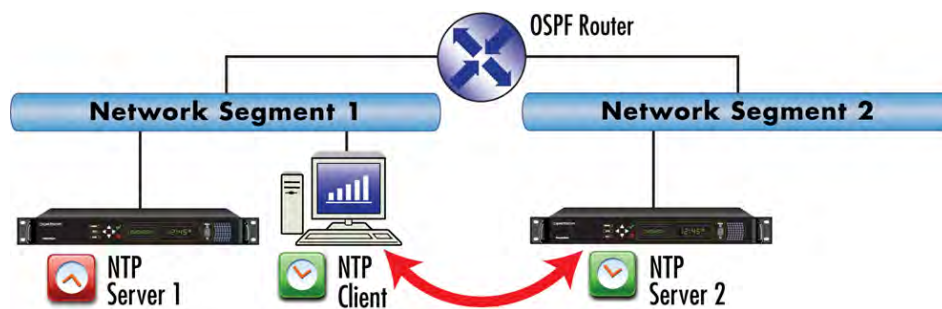 OSPF Router
Network Segment 1
Network Segment 2
NTP
Server 1
NTP
Client
NTP
Server 2